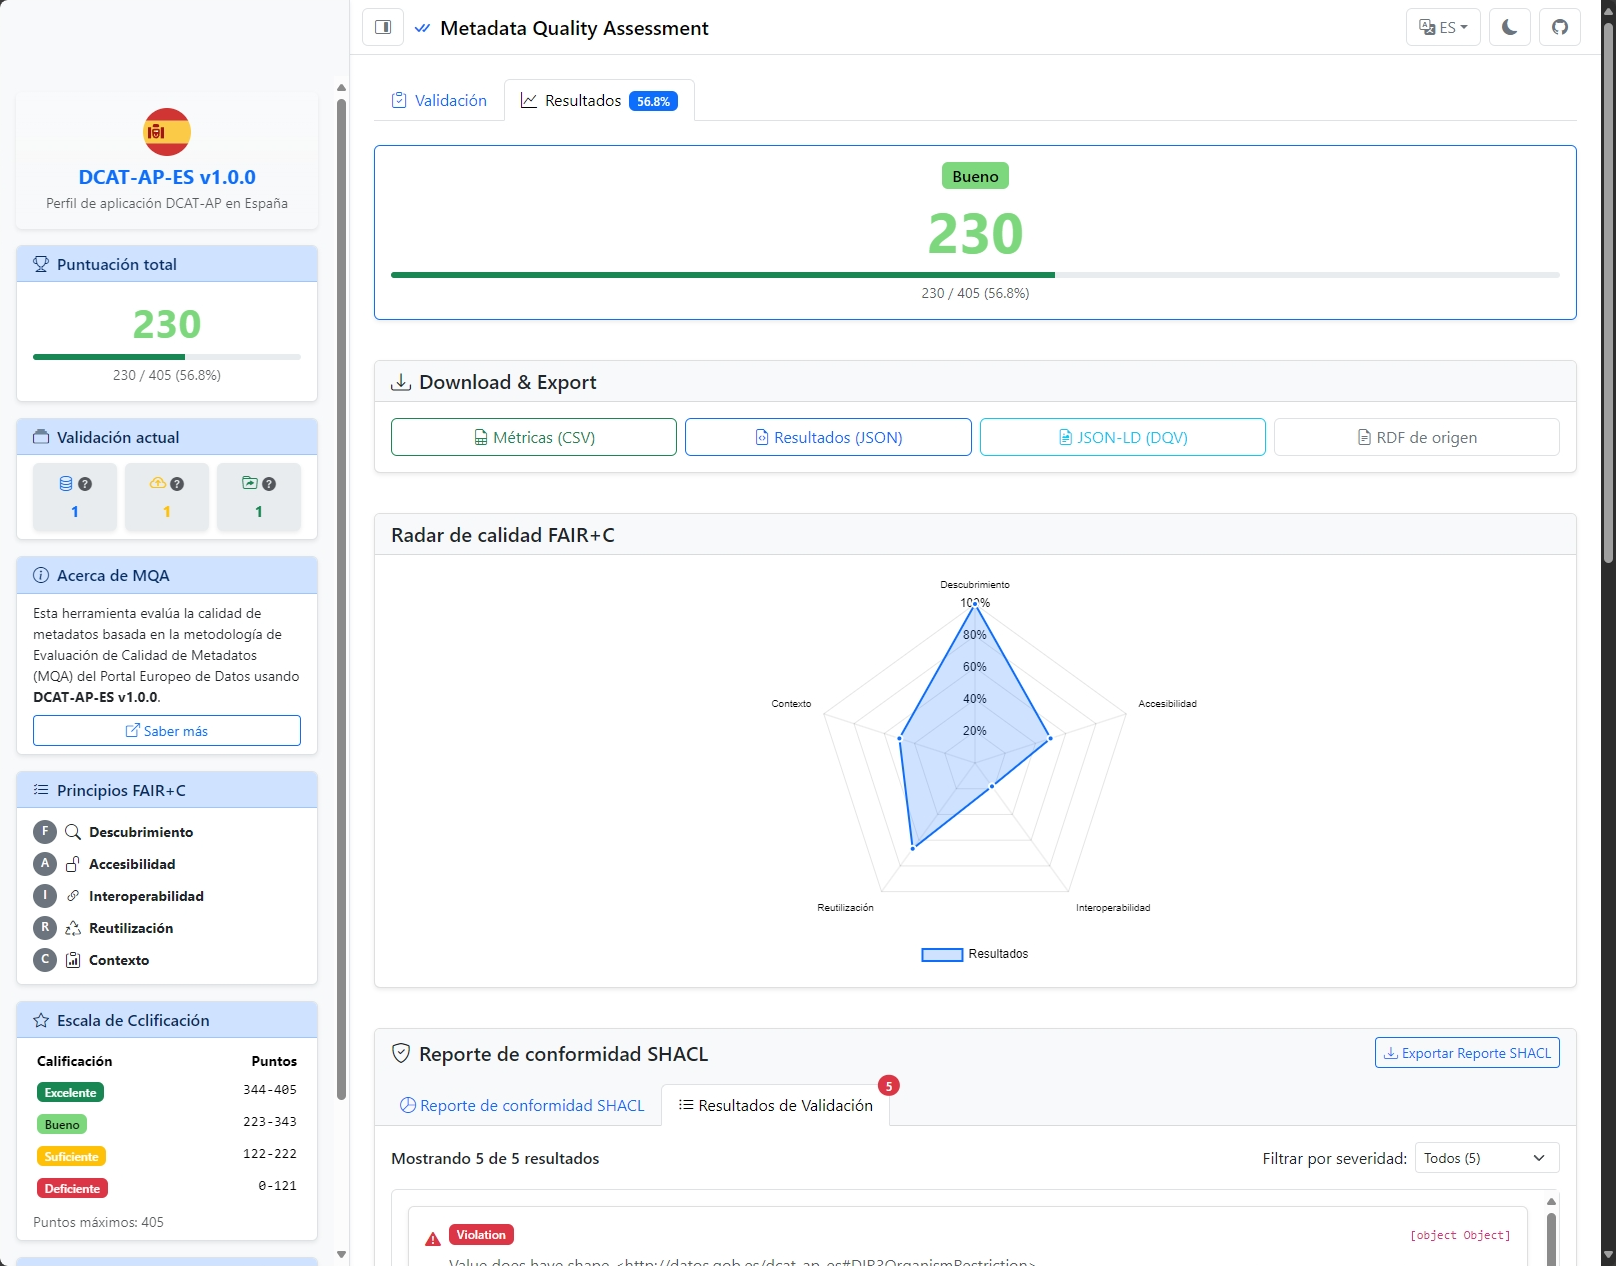 Metadata Quality Assessment
ES
DCAT-AP-ES v1.0.0
Perfil de aplicación DCAT-AP en España
Puntuación total
230
230 / 405 (56.8%)
Validación actual
? ? ?
1 1 1
Acerca de MQA
Esta herramienta evalúa la calidad de
metadatos basada en la metodología de
Evaluación de Calidad de Metadatos
(MQA) del Portal Europeo de Datos usando
DCAT-AP-ES v1.0.0.
Saber más
Principios FAIR+C
F Descubrimiento
A Accesibilidad
I Interoperabilidad
R Reutilización
C Contexto
Escala de Cclificación
Calificación Puntos
Excelente 344-405
Bueno 223-343
Suficiente 122-222
Deficiente 0-121
Puntos máximos: 405
Validación
Resultados 56.8%
Bueno
230
230 / 405 (56.8%)
Download & Export
Métricas (CSV)
Resultados (JSON)
JSON-LD (DQV)
RDF de origen
Radar de calidad FAIR+C
Descubrimiento
100%
80%
60%
40%
20%
Contexto
Accesibilidad
Reutilización
Interoperabilidad
Resultados
Reporte de conformidad SHACL
Exportar Reporte SHACL
Reporte de conformidad SHACL
Resultados de Validación 5
Mostrando 5 de 5 resultados
Filtrar por severidad: Todos (5)
Violation
[object Object]
Value does have shape <http://datos.gob.es/dcat-ap-es#DIR3OrganismRestriction>